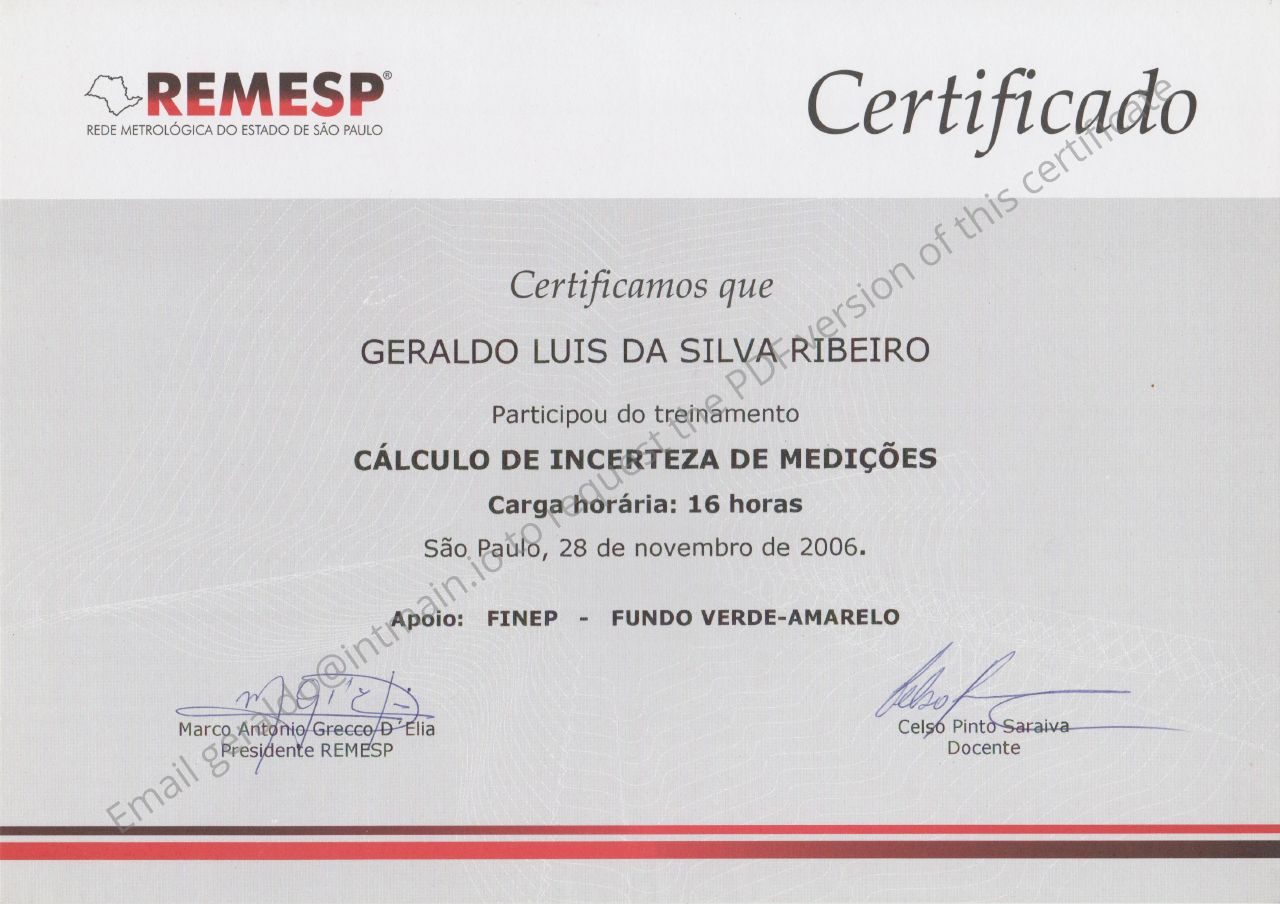 REMESP®
REDE METROLÓGICA DO ESTADO DE SÃO PAULO
Certificado
Certificamos que
GERALDO LUIS DA SILVA RIBEIRO
Participou do treinamento
CÁLCULO DE INCERTEZA DE MEDIÇÕES
Carga horária: 16 horas
São Paulo, 28 de novembro de 2006.
Apoio: FINEP - FUNDO VERDE-AMARELO
Marco Antonio Grecco D´Elia
Presidente REMESP
Celso Pinto Saraiva
Docente
Email geraldo@intmain.io to request the PDF version of this certificate